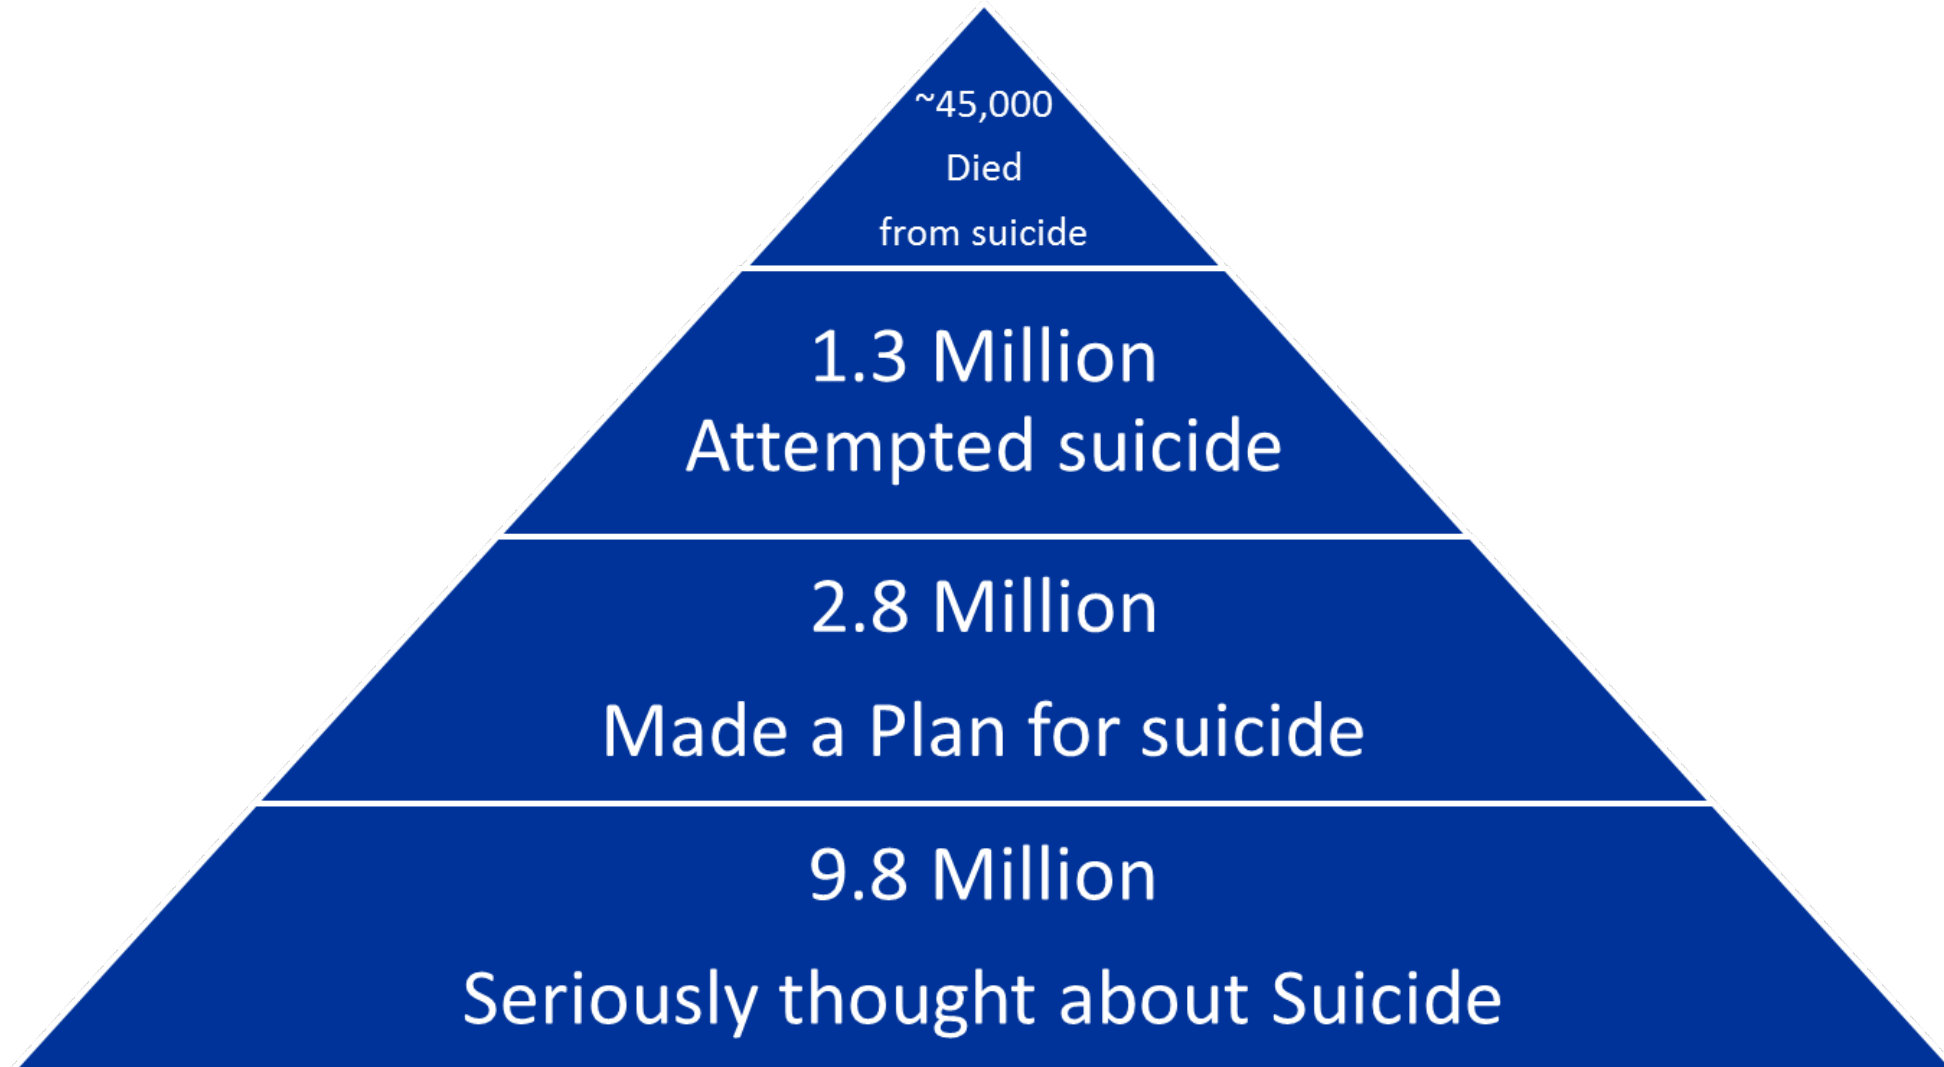 ~45,000
Died
from suicide
1.3 Million
Attempted suicide
2.8 Million
Made a Plan for suicide
9.8 Million
Seriously thought about Suicide